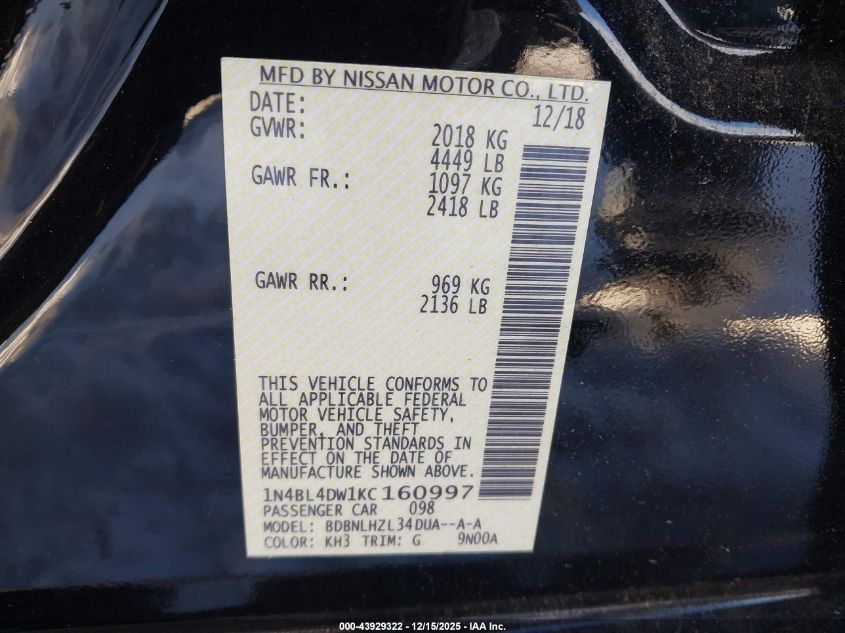 MFD BY NISSAN MOTOR CO., LTD.
DATE: 12/18
GVWR: 2018 KG
4449 LB
GAWR FR.: 1097 KG
2418 LB
GAWR RR.: 969 KG
2136 LB
THIS VEHICLE CONFORMS TO
ALL APPLICABLE FEDERAL
MOTOR VEHICLE SAFETY,
BUMPER, AND THEFT
PREVENTION STANDARDS IN
EFFECT ON THE DATE OF
MANUFACTURE SHOWN ABOVE.
1N4BL4DW1KC160997
PASSENGER CAR 098
MODEL: BDBNLHZL34DUA--A-A
COLOR: KH3 TRIM: G 9N00A
000-43929322 - 12/15/2025 - IAA Inc.